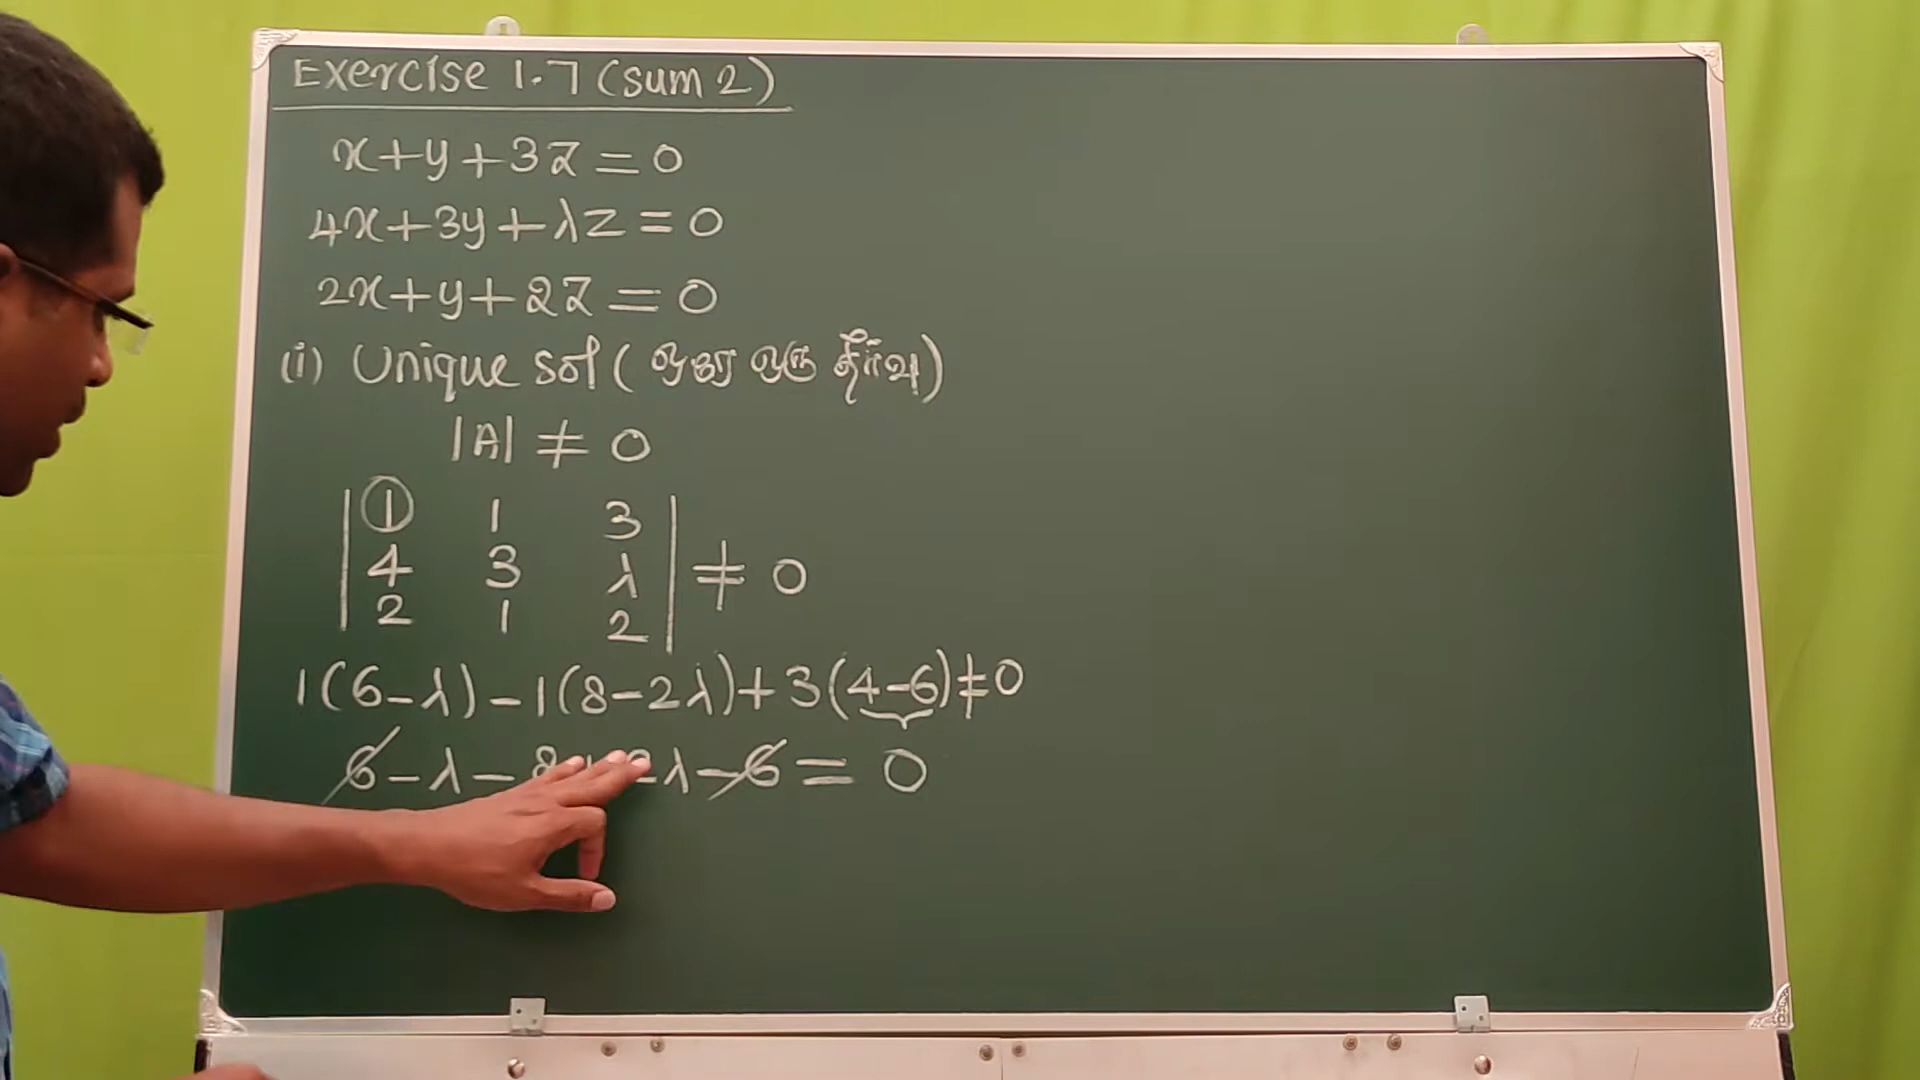 Exercise 1.7 (sum 2)
x+y+3z=0
4x+3y+λz=0
2x+y+2z=0
(i) Unique sol ( ஒரே ஒரு தீர்வு)
|A| ≠ 0
| 1 1 3 |
| 4 3 λ | ≠ 0
| 2 1 2 |
1(6-λ)-1(8-2λ)+3(4-6)≠0
6-λ-8+2λ-6=0